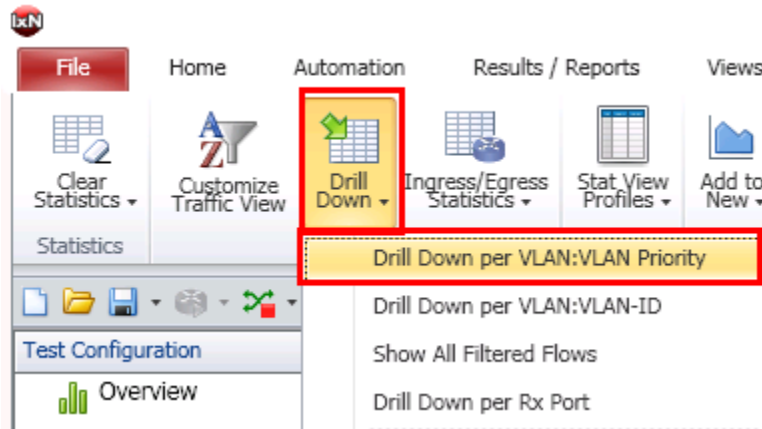 IxN
File Home Automation Results / Reports Views
Clear
Statistics
Customize
Traffic View
Drill
Down
Ingress/Egress
Statistics
Stat View
Profiles
Add to
New
Statistics
Drill Down per VLAN:VLAN Priority
Drill Down per VLAN:VLAN-ID
Show All Filtered Flows
Drill Down per Rx Port
Test Configuration
Overview